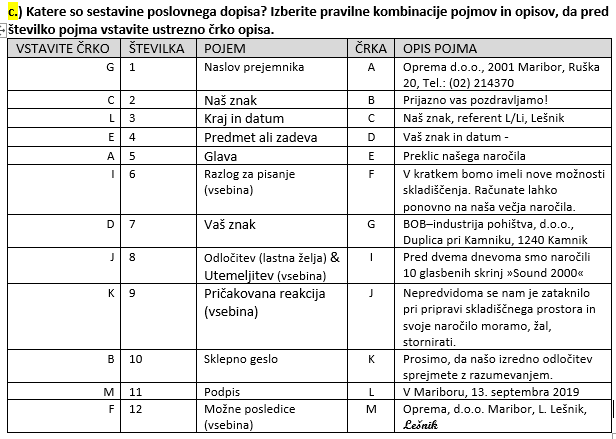 c.) Katere so sestavine poslovnega dopisa? Izberite pravilne kombinacije pojmov in opisov, da pred
številko pojma vstavite ustrezno črko opisa.
VSTAVITE ČRKO ŠTEVILKA POJEM ČRKA OPIS POJMA
G 1 Naslov prejemnika A Oprema d.o.o., 2001 Maribor, Ruška
20, Tel.: (02) 214370
C 2 Naš znak B Prijazno vas pozdravljamo!
L 3 Kraj in datum C Naš znak, referent L/Li, Lešnik
E 4 Predmet ali zadeva D Vaš znak in datum -
A 5 Glava E Preklic našega naročila
I 6 Razlog za pisanje F V kratkem bomo imeli nove možnosti
(vsebina) skladiščenja. Računate lahko
ponovno na naša večja naročila.
D 7 Vaš znak G BOB–industrija pohištva, d.o.o.,
Duplica pri Kamniku, 1240 Kamnik
J 8 Odločitev (lastna želja) & I Pred dvema dnevoma smo naročili
Utemeljitev (vsebina) 10 glasbenih skrinj »Sound 2000«
K 9 Pričakovana reakcija J Nepredvidoma se nam je zataknilo
(vsebina) pri pripravi skladiščnega prostora in
svoje naročilo moramo, žal,
stornirati.
B 10 Sklepno geslo K Prosimo, da našo izredno odločitev
sprejmete z razumevanjem.
M 11 Podpis L V Mariboru, 13. septembra 2019
F 12 Možne posledice M Oprema, d.o.o. Maribor, L. Lešnik,
(vsebina) Lešnik